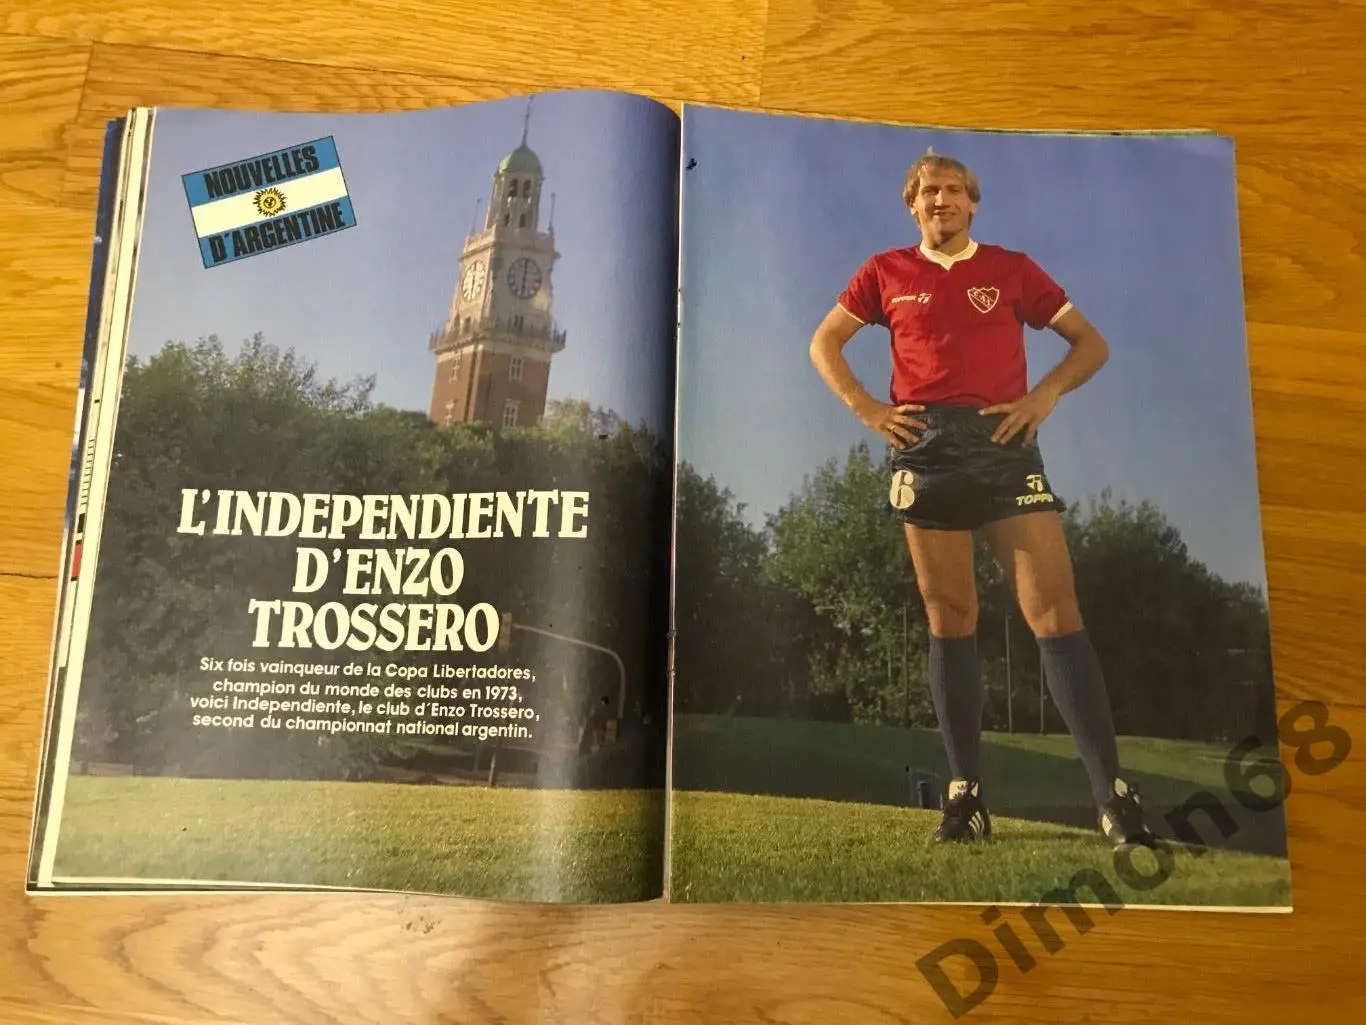 NOUVELLES
D'ARGENTINE
L'INDEPENDIENTE
D'ENZO
TROSSERO
Six fois vainqueur de la Copa Libertadores,
champion du monde des clubs en 1973,
voici Independiente, le club d'Enzo Trossero,
second du championnat national argentin.
TOPPER
C.A.I.
6
TOPPER
Dimon68